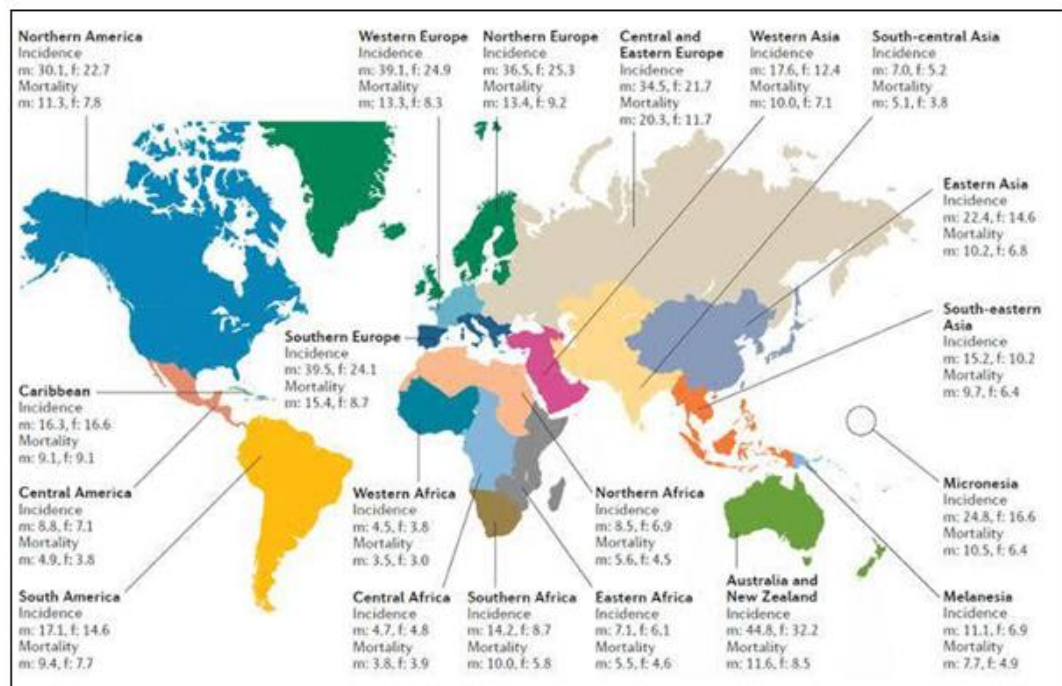 Northern America
Incidence
m: 30.1, f: 22.7
Mortality
m: 11.3, f: 7.8
Western Europe
Incidence
m: 39.1, f: 24.9
Mortality
m: 13.3, f: 8.3
Northern Europe
Incidence
m: 36.5, f: 25.3
Mortality
m: 13.4, f: 9.2
Central and
Eastern Europe
Incidence
m: 34.5, f: 21.7
Mortality
m: 20.3, f: 11.7
Western Asia
Incidence
m: 17.6, f: 12.4
Mortality
m: 10.0, f: 7.1
South-central Asia
Incidence
m: 7.0, f: 5.2
Mortality
m: 5.1, f: 3.8
Eastern Asia
Incidence
m: 22.4, f: 14.6
Mortality
m: 10.2, f: 6.8
South-eastern
Asia
Incidence
m: 15.2, f: 10.2
Mortality
m: 9.7, f: 6.4
Southern Europe
Incidence
m: 39.5, f: 24.1
Mortality
m: 15.4, f: 8.7
Caribbean
Incidence
m: 16.3, f: 16.6
Mortality
m: 9.1, f: 9.1
Central America
Incidence
m: 8.8, f: 7.1
Mortality
m: 4.9, f: 3.8
South America
Incidence
m: 17.1, f: 14.6
Mortality
m: 9.4, f: 7.7
Western Africa
Incidence
m: 4.5, f: 3.8
Mortality
m: 3.5, f: 3.0
Central Africa
Incidence
m: 4.7, f: 4.8
Mortality
m: 3.8, f: 3.9
Southern Africa
Incidence
m: 14.2, f: 8.7
Mortality
m: 10.0, f: 5.8
Northern Africa
Incidence
m: 8.5, f: 6.9
Mortality
m: 5.6, f: 4.5
Eastern Africa
Incidence
m: 7.1, f: 6.1
Mortality
m: 5.5, f: 4.6
Australia and
New Zealand
Incidence
m: 44.8, f: 32.2
Mortality
m: 11.6, f: 8.5
Micronesia
Incidence
m: 24.8, f: 16.6
Mortality
m: 10.5, f: 6.4
Melanesia
Incidence
m: 11.1, f: 6.9
Mortality
m: 7.7, f: 4.9